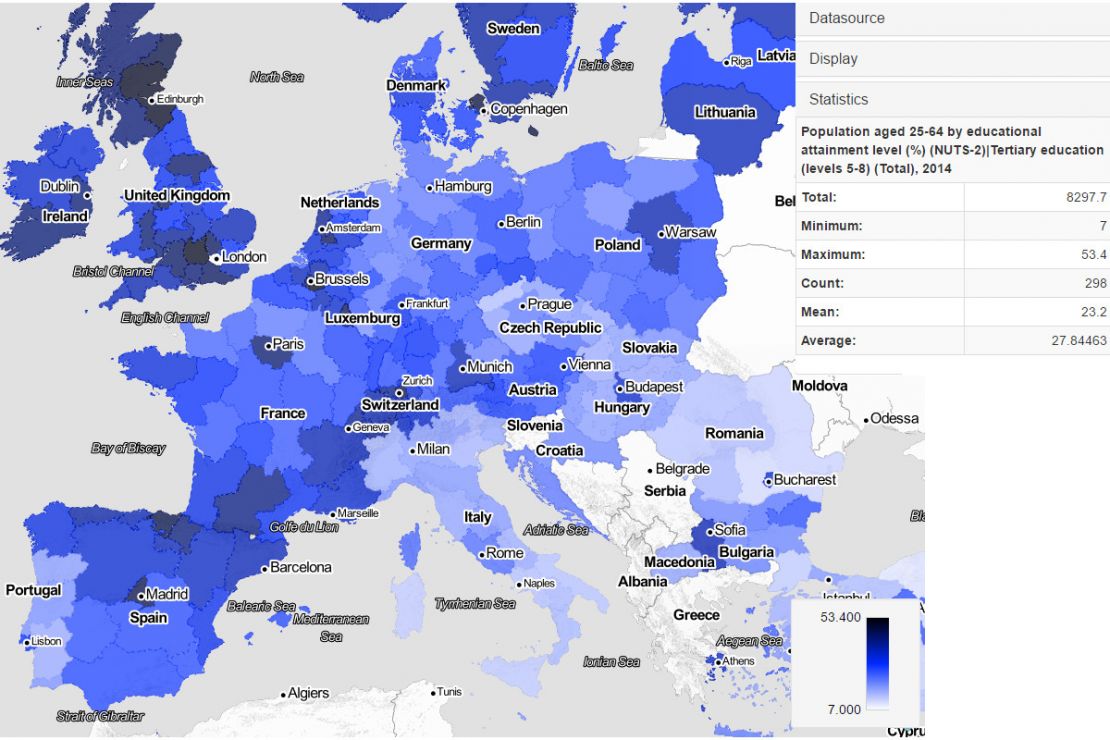 Sweden
Latvia
Riga
Baltic Sea
North Sea
Inner Seas
Edinburgh
Denmark
Copenhagen
Lithuania
Dublin
Ireland
United Kingdom
Netherlands
Hamburg
Amsterdam
Berlin
Germany
Poland
Warsaw
Bel
London
Bristol Channel
Brussels
English Channel
Luxemburg
Frankfurt
Prague
Czech Republic
Slovakia
Paris
Munich
Vienna
Zurich
Austria
Budapest
Hungary
Moldova
Odessa
France
Switzerland
Geneva
Slovenia
Croatia
Romania
Bay of Biscay
Milan
Belgrade
Serbia
Bucharest
Marseille
Golfe du Lion
Italy
Adriatic Sea
Sofia
Bulgaria
Rome
Macedonia
Albania
Barcelona
Portugal
Madrid
Spain
Balearic Sea
Mediterranean
Sea
Tyrrhenian Sea
Naples
Istanbul
Greece
Aegean Sea
Athens
Lisbon
Ionian Sea
Algiers
Tunis
Strait of Gibraltar
Cypru
Datasource
Display
Statistics
Population aged 25-64 by educational
attainment level (%) (NUTS-2)|Tertiary education
(levels 5-8) (Total), 2014
Total: 8297.7
Minimum: 7
Maximum: 53.4
Count: 298
Mean: 23.2
Average: 27.84463
53.400
7.000